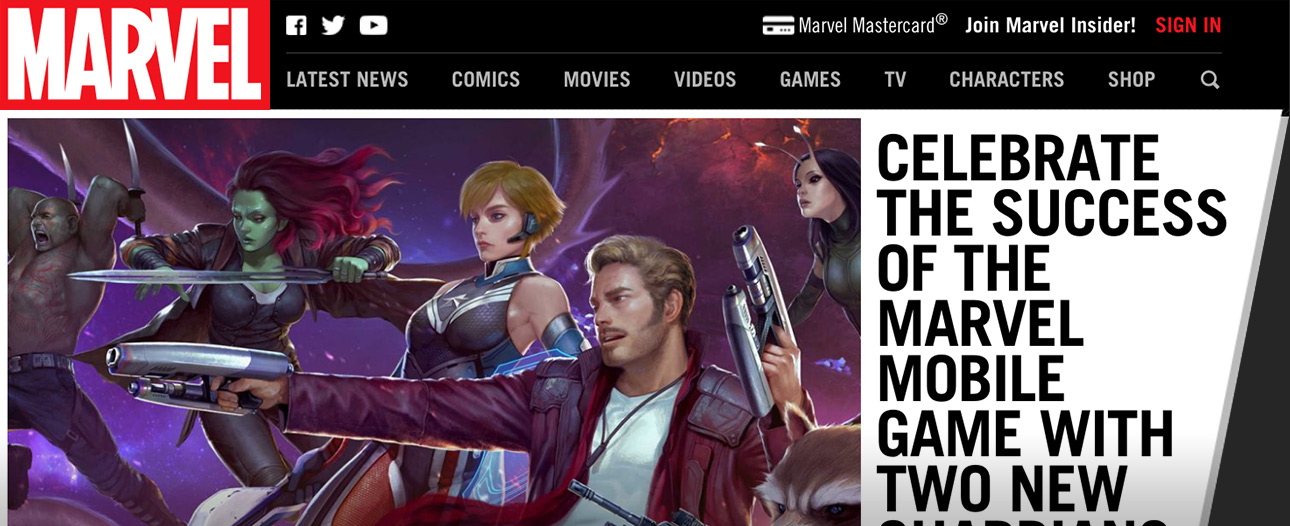 MARVEL
Marvel Mastercard® Join Marvel Insider! SIGN IN
LATEST NEWS COMICS MOVIES VIDEOS GAMES TV CHARACTERS SHOP
CELEBRATE
THE SUCCESS
OF THE
MARVEL
MOBILE
GAME WITH
TWO NEW
GUARDIANS